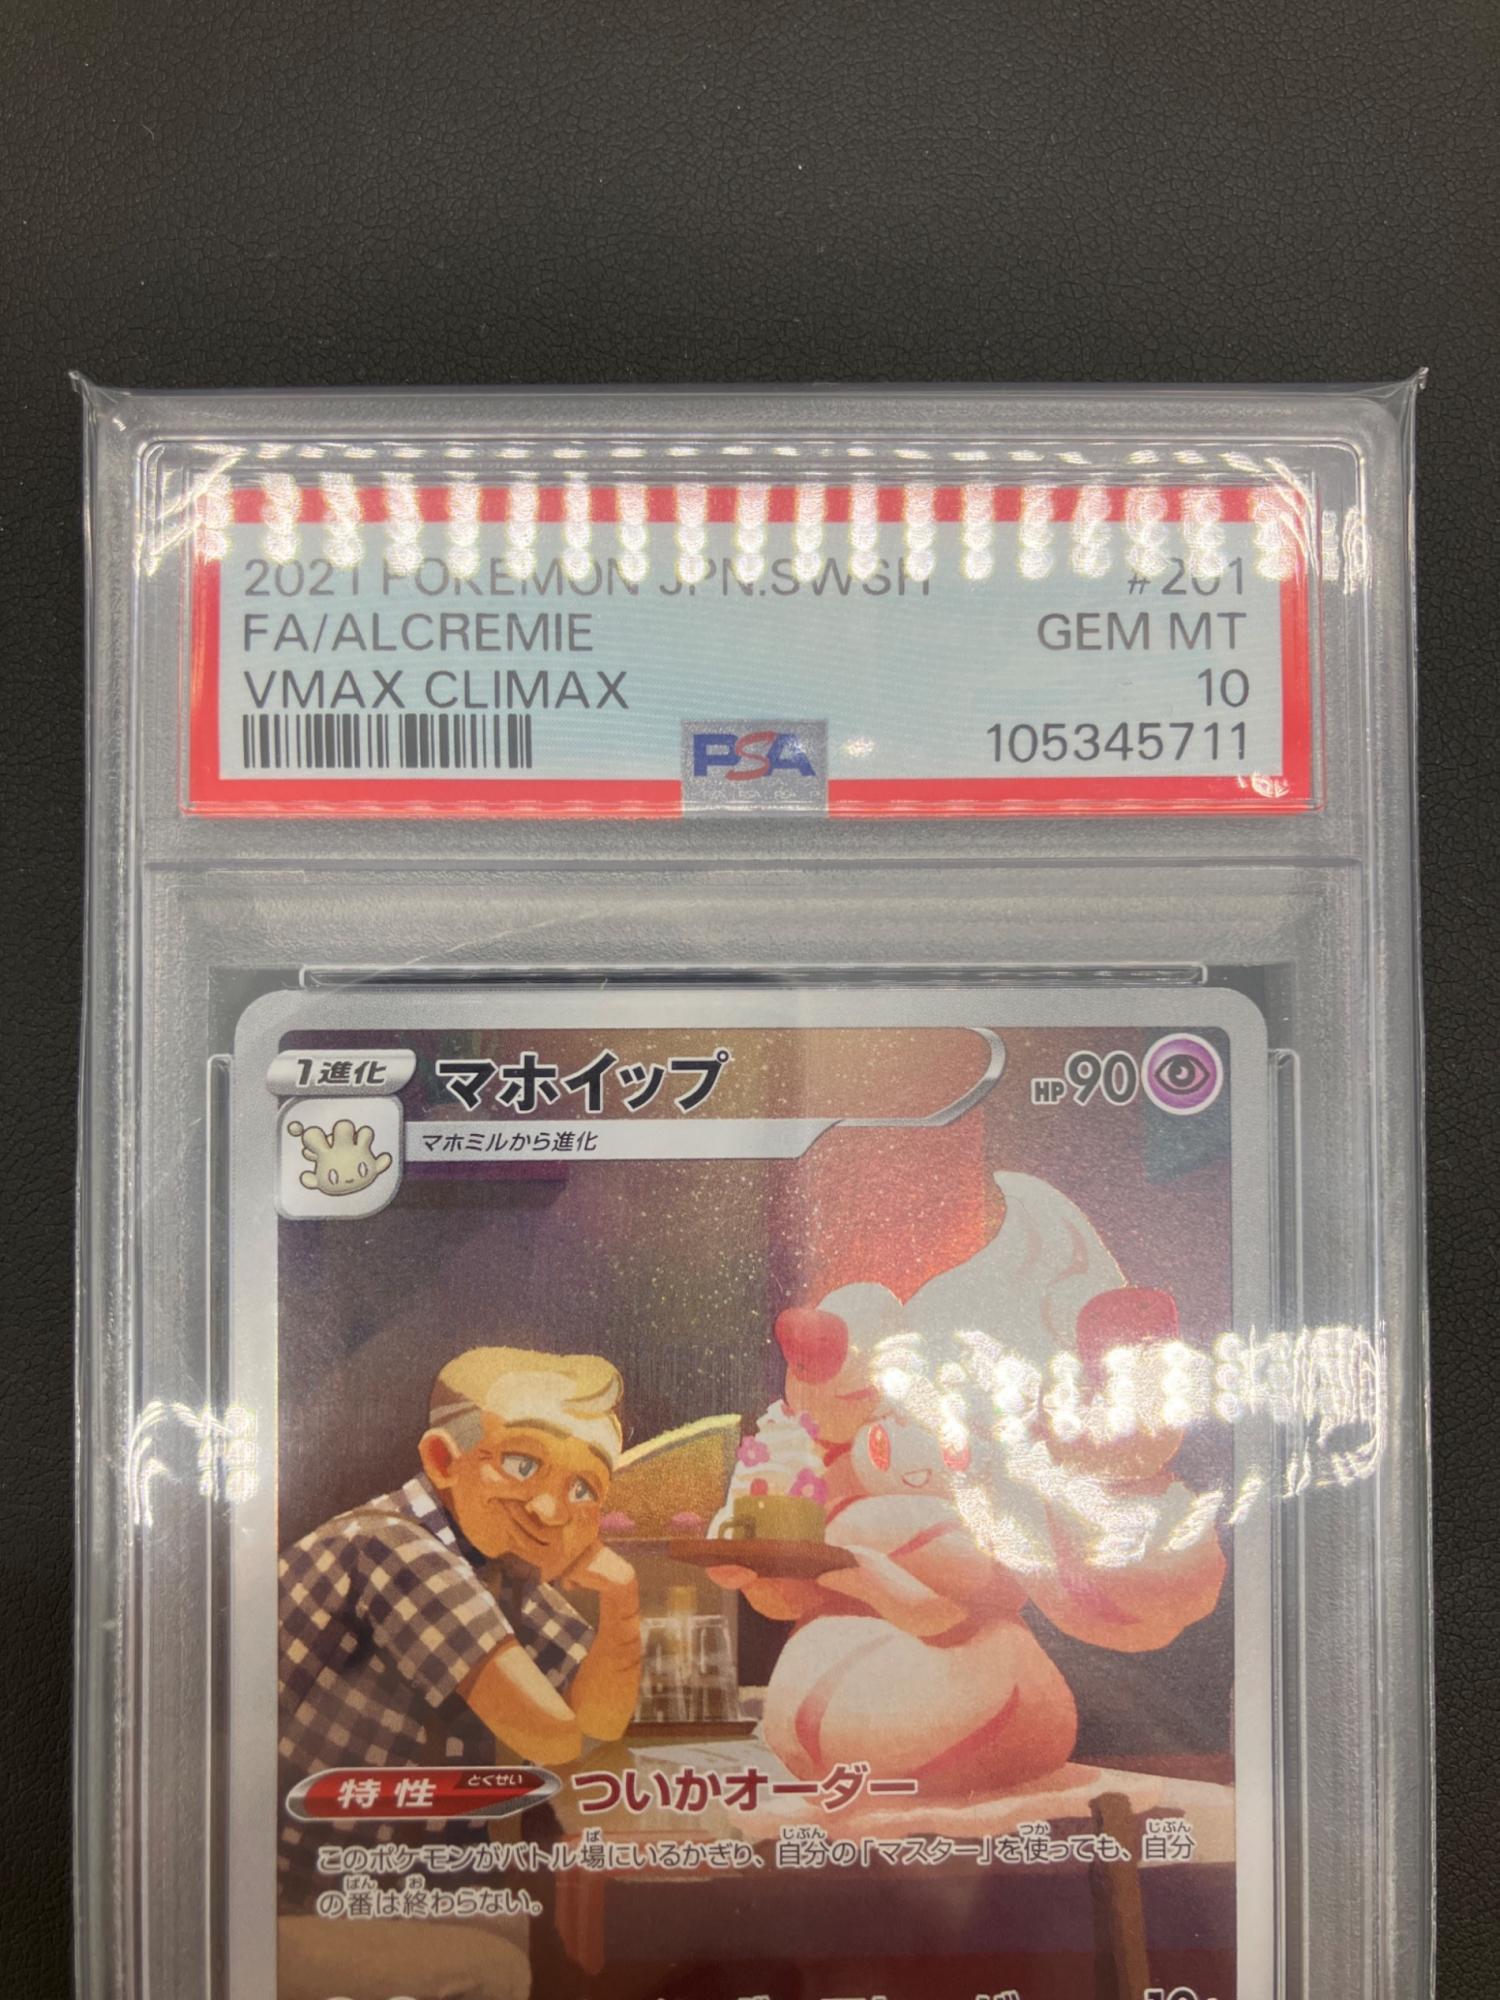 2021 POKEMON JPN.SWSH #201
FA/ALCREMIE GEM MT
VMAX CLIMAX 10
PSA 105345711
1進化 マホイップ HP90
マホミルから進化
特性 とくせい ついかオーダー
このポケモンがバトル場にいるかぎり、自分の「マスター」を使っても、自分
の番は終わらない。